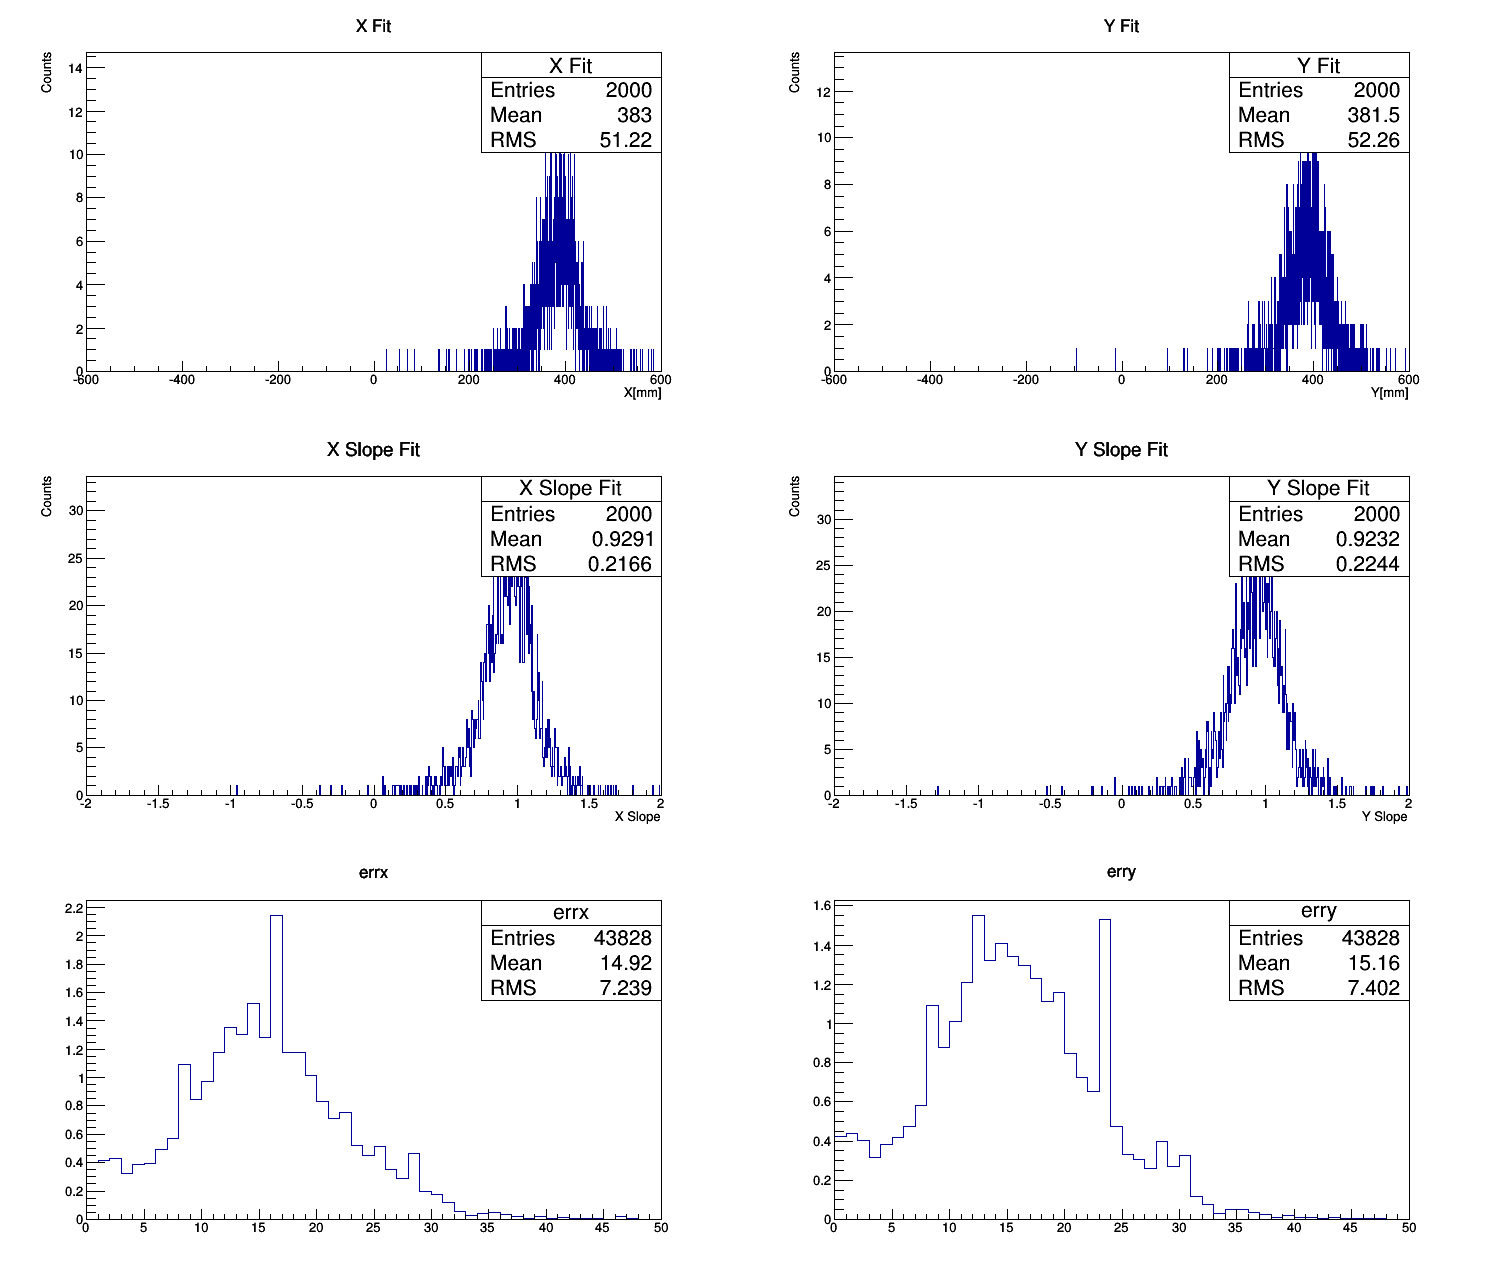 X Fit
Counts
X Fit
Entries 2000
Mean 383
RMS 51.22
14
12
10
8
6
4
2
0
-600 -400 -200 0 200 400 600
X[mm]
Y Fit
Counts
Y Fit
Entries 2000
Mean 381.5
RMS 52.26
12
10
8
6
4
2
0
-600 -400 -200 0 200 400 600
Y[mm]
X Slope Fit
Counts
X Slope Fit
Entries 2000
Mean 0.9291
RMS 0.2166
30
25
20
15
10
5
0
-2 -1.5 -1 -0.5 0 0.5 1 1.5 2
X Slope
Y Slope Fit
Counts
Y Slope Fit
Entries 2000
Mean 0.9232
RMS 0.2244
30
25
20
15
10
5
0
-2 -1.5 -1 -0.5 0 0.5 1 1.5 2
Y Slope
errx
errx
Entries 43828
Mean 14.92
RMS 7.239
2.2
2
1.8
1.6
1.4
1.2
1
0.8
0.6
0.4
0.2
0
0 5 10 15 20 25 30 35 40 45 50
erry
erry
Entries 43828
Mean 15.16
RMS 7.402
1.6
1.4
1.2
1
0.8
0.6
0.4
0.2
0
0 5 10 15 20 25 30 35 40 45 50